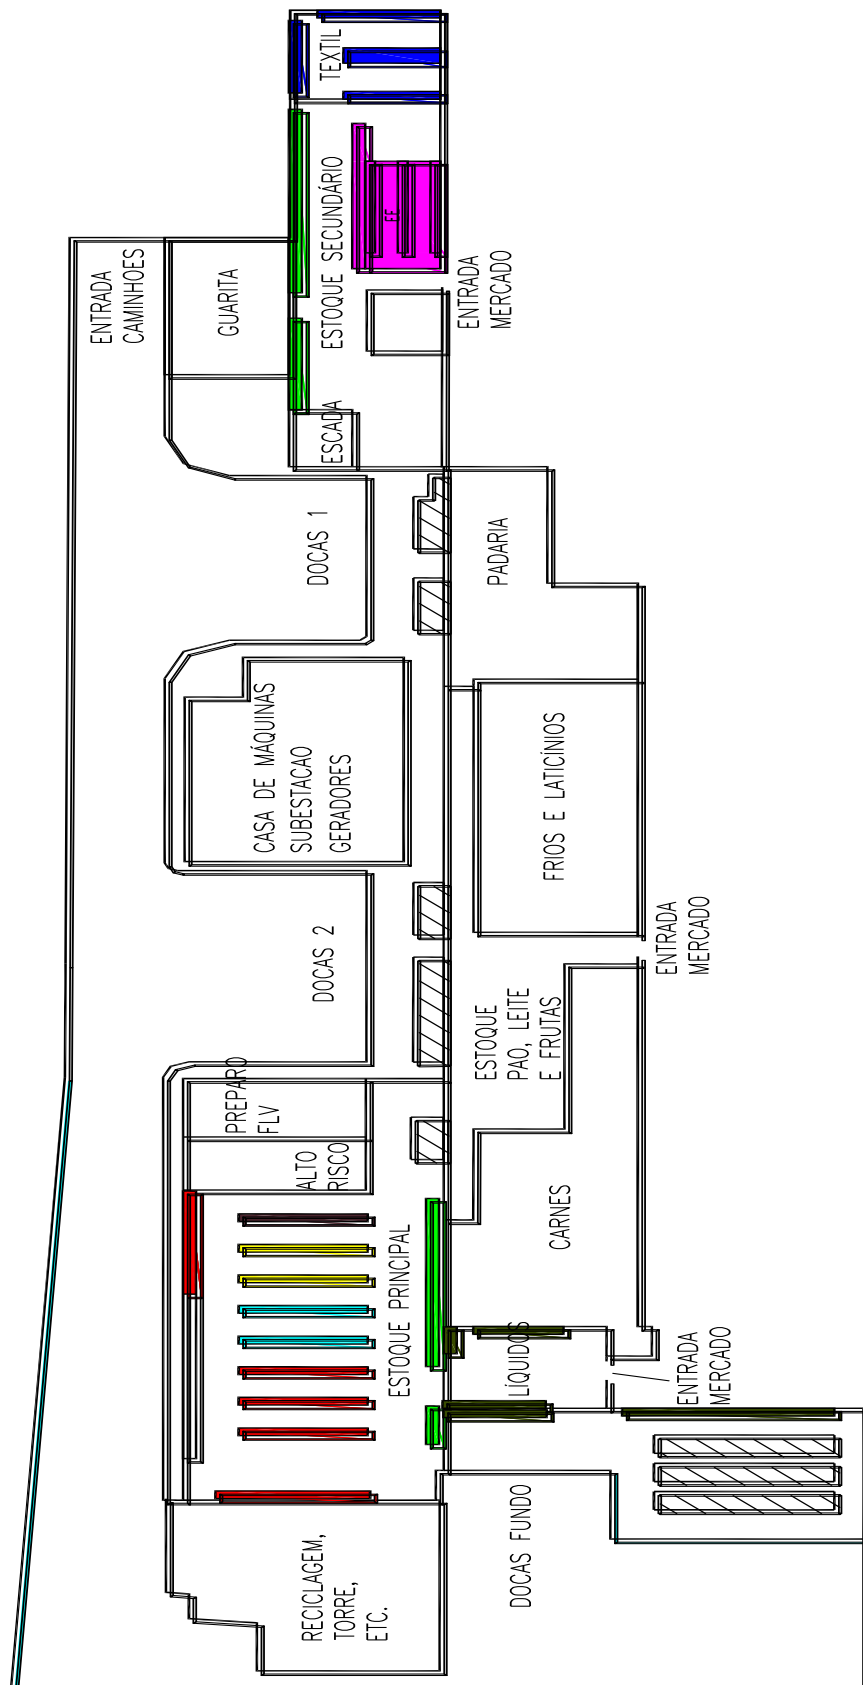 TEXTIL
ESTOQUE SECUNDÁRIO
EE
ENTRADA
CAMINHOES
GUARITA
ENTRADA
MERCADO
ESCADA
DOCAS 1
PADARIA
CASA DE MÁQUINAS
SUBESTACAO
GERADORES
FRIOS E LATICÍNIOS
DOCAS 2
ENTRADA
MERCADO
ESTOQUE
PAO, LEITE
E FRUTAS
PREPARO
FLV
ALTO
RISCO
CARNES
ESTOQUE PRINCIPAL
LÍQUIDOS
ENTRADA
MERCADO
DOCAS FUNDO
RECICLAGEM,
TORRE,
ETC.